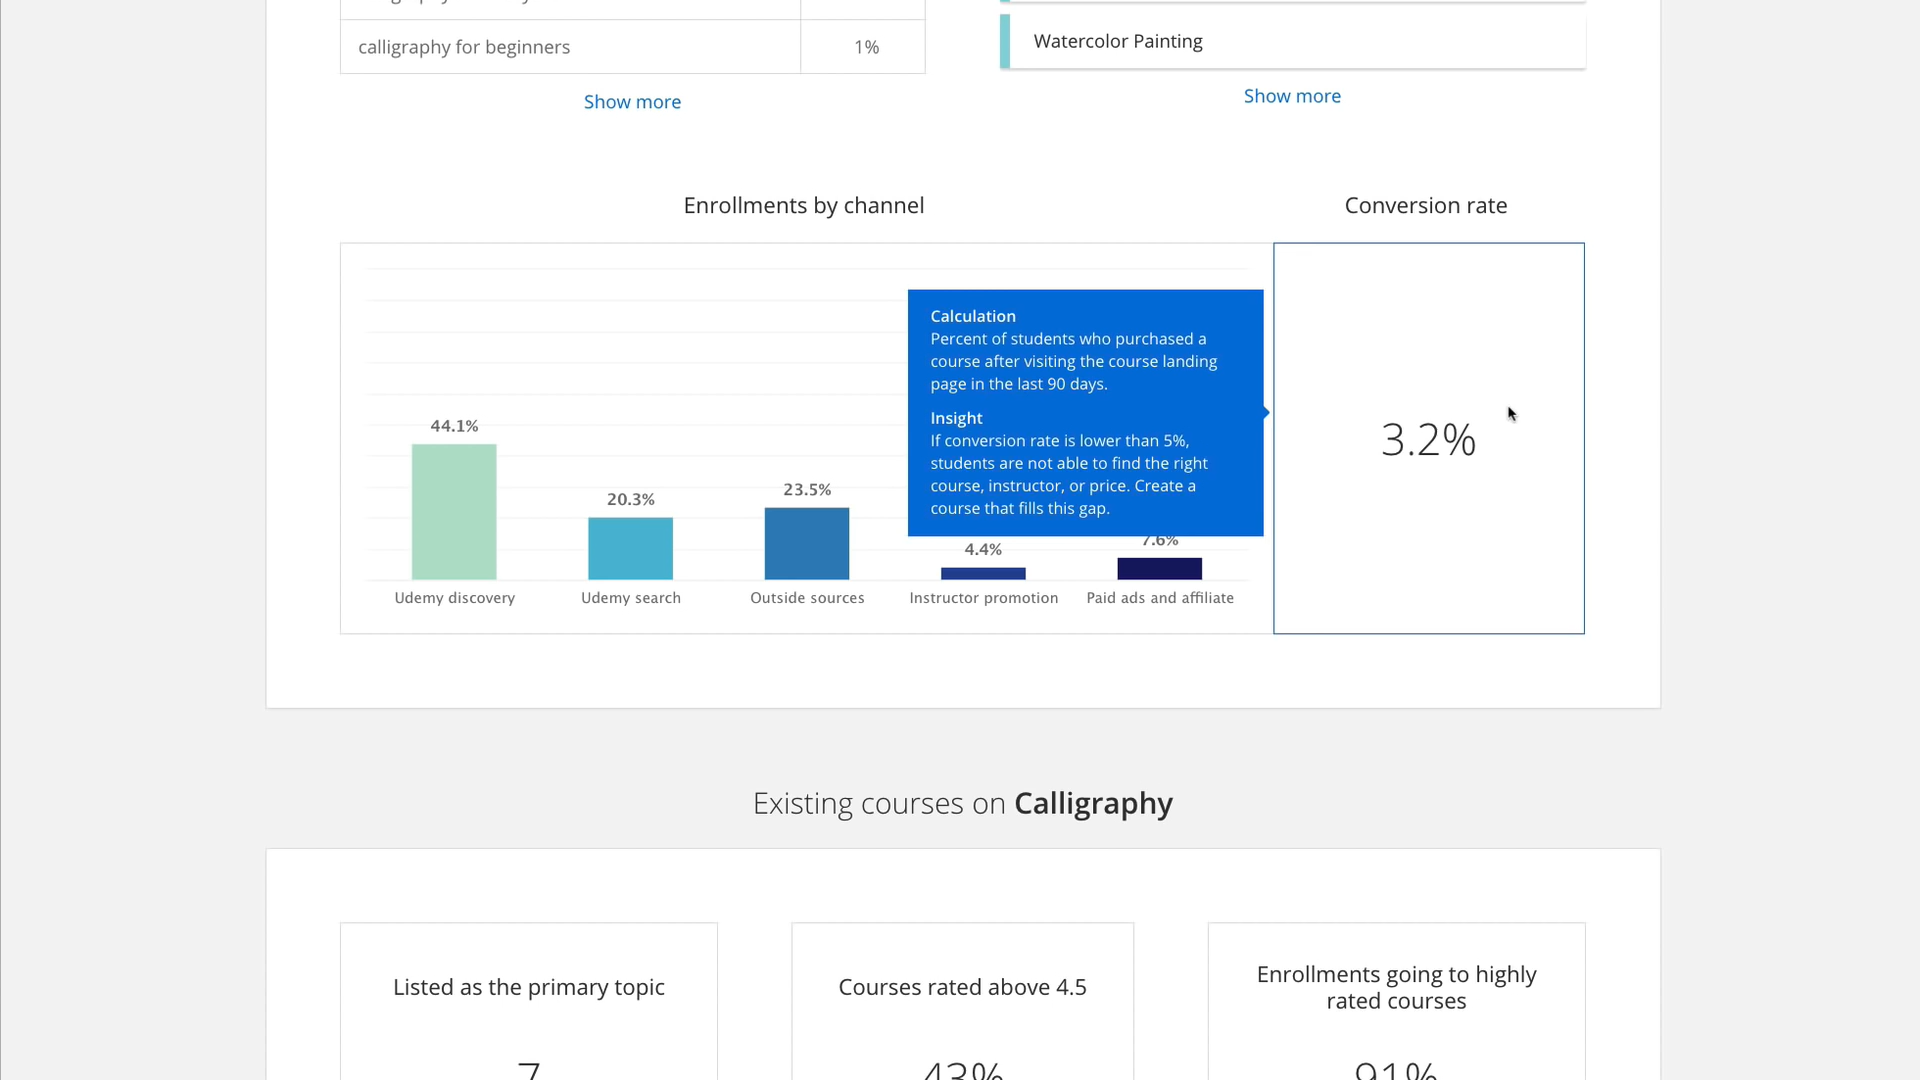 calligraphy for beginners
1%
Show more
Watercolor Painting
Show more
Enrollments by channel
Conversion rate
44.1%
20.3%
23.5%
4.4%
7.6%
Udemy discovery
Udemy search
Outside sources
Instructor promotion
Paid ads and affiliate
Calculation
Percent of students who purchased a
course after visiting the course landing
page in the last 90 days.
Insight
If conversion rate is lower than 5%,
students are not able to find the right
course, instructor, or price. Create a
course that fills this gap.
3.2%
Existing courses on Calligraphy
Listed as the primary topic
7
Courses rated above 4.5
43%
Enrollments going to highly
rated courses
91%